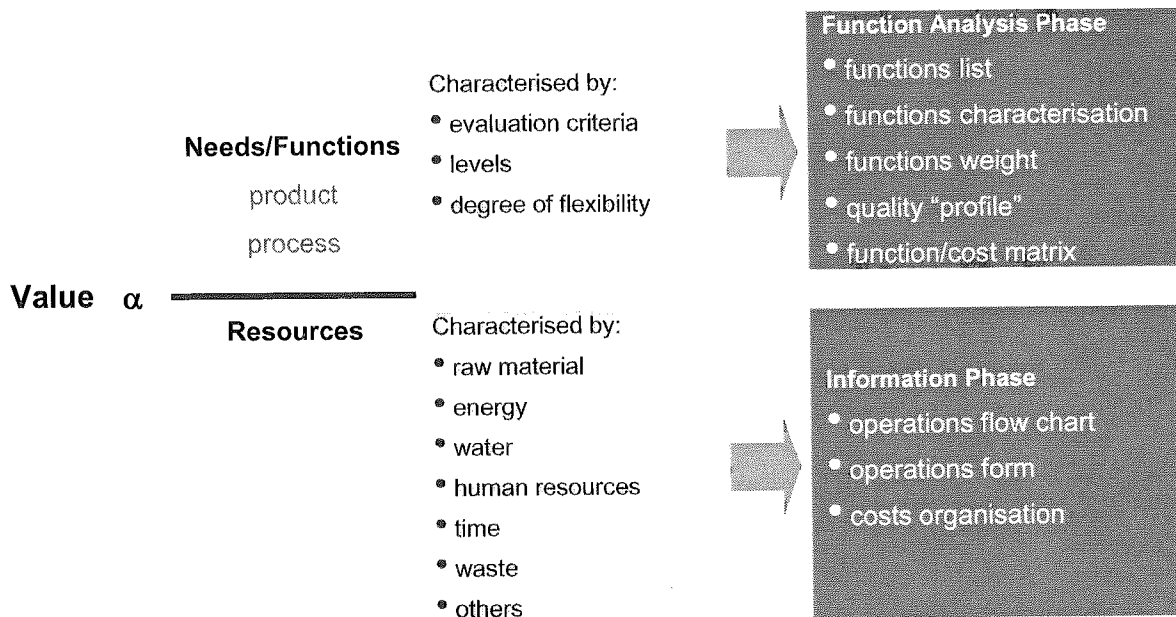 Needs/Functions
product
process
Value α
Resources
Characterised by:
• evaluation criteria
• levels
• degree of flexibility
Characterised by:
• raw material
• energy
• water
• human resources
• time
• waste
• others
Function Analysis Phase
• functions list
• functions characterisation
• functions weight
• quality “profile”
• function/cost matrix
Information Phase
• operations flow chart
• operations form
• costs organisation